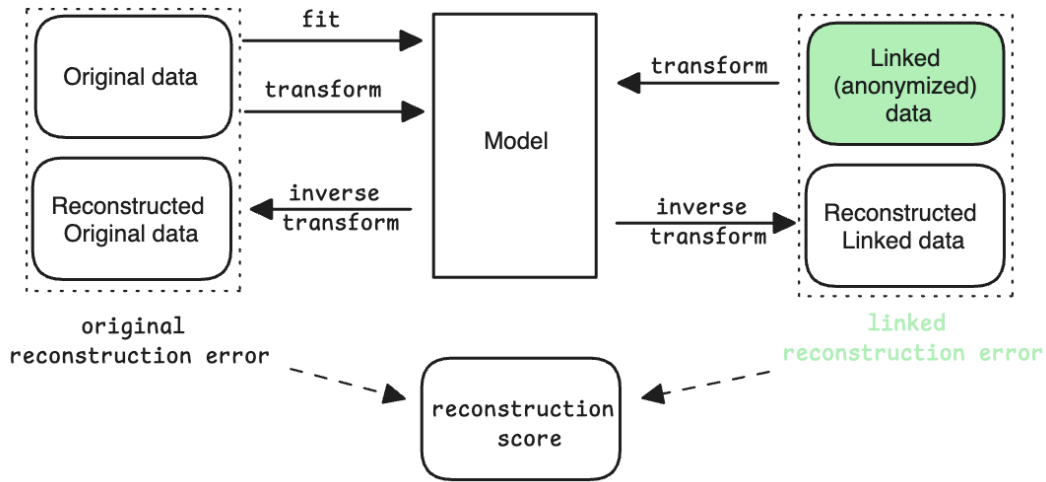 fit
Original data
transform
Model
transform
Linked
(anonymized)
data
Reconstructed
Original data
inverse
transform
inverse
transform
Reconstructed
Linked data
original
reconstruction error
linked
reconstruction error
reconstruction
score